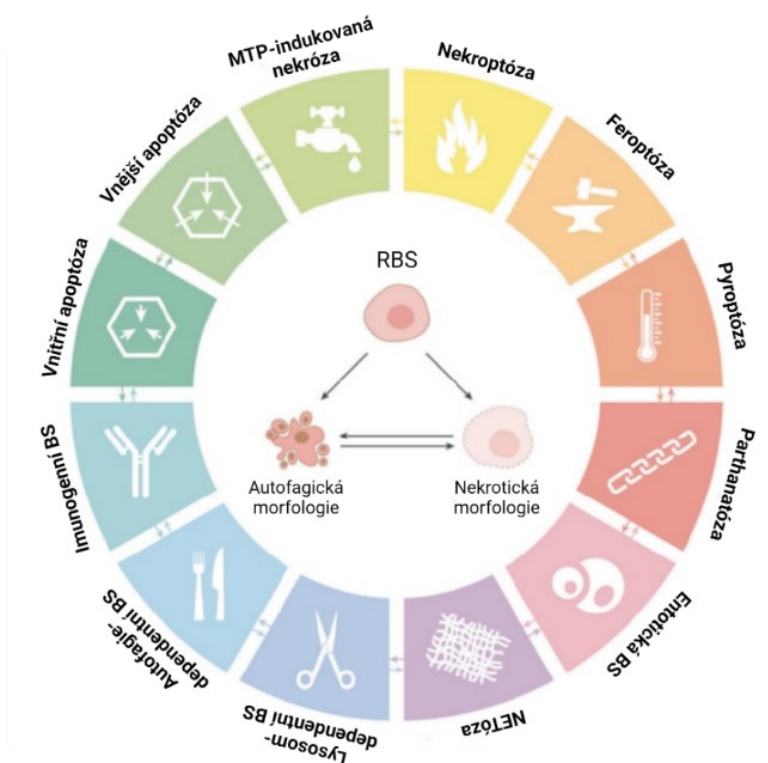 MTP-indukovaná
nekróza
Nekroptóza
Feroptóza
Pyroptóza
Parthanatóza
Entotická BS
NETóza
Lysosom-
dependentní BS
Autofagie-
dependentní BS
Imunogenní BS
Vnitřní apoptóza
Vnější apoptóza
RBS
Autofagická
morfologie
Nekrotická
morfologie